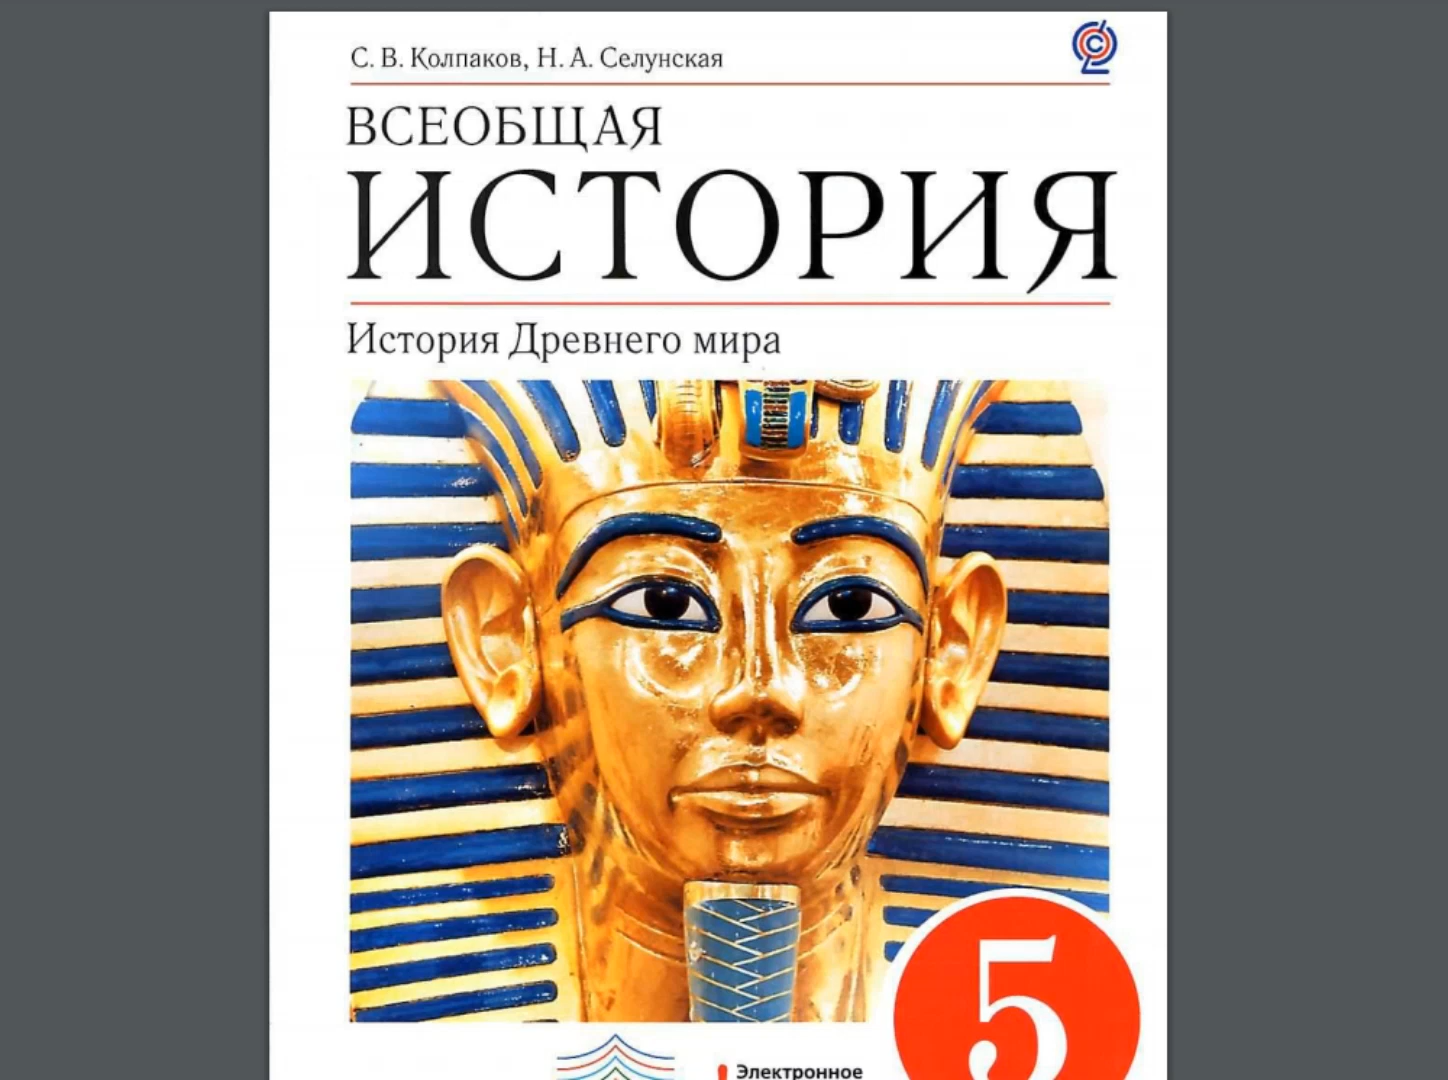 С. В. Колпаков, Н. А. Селунская
ВСЕОБЩАЯ
ИСТОРИЯ
История Древнего мира
5
Электронное